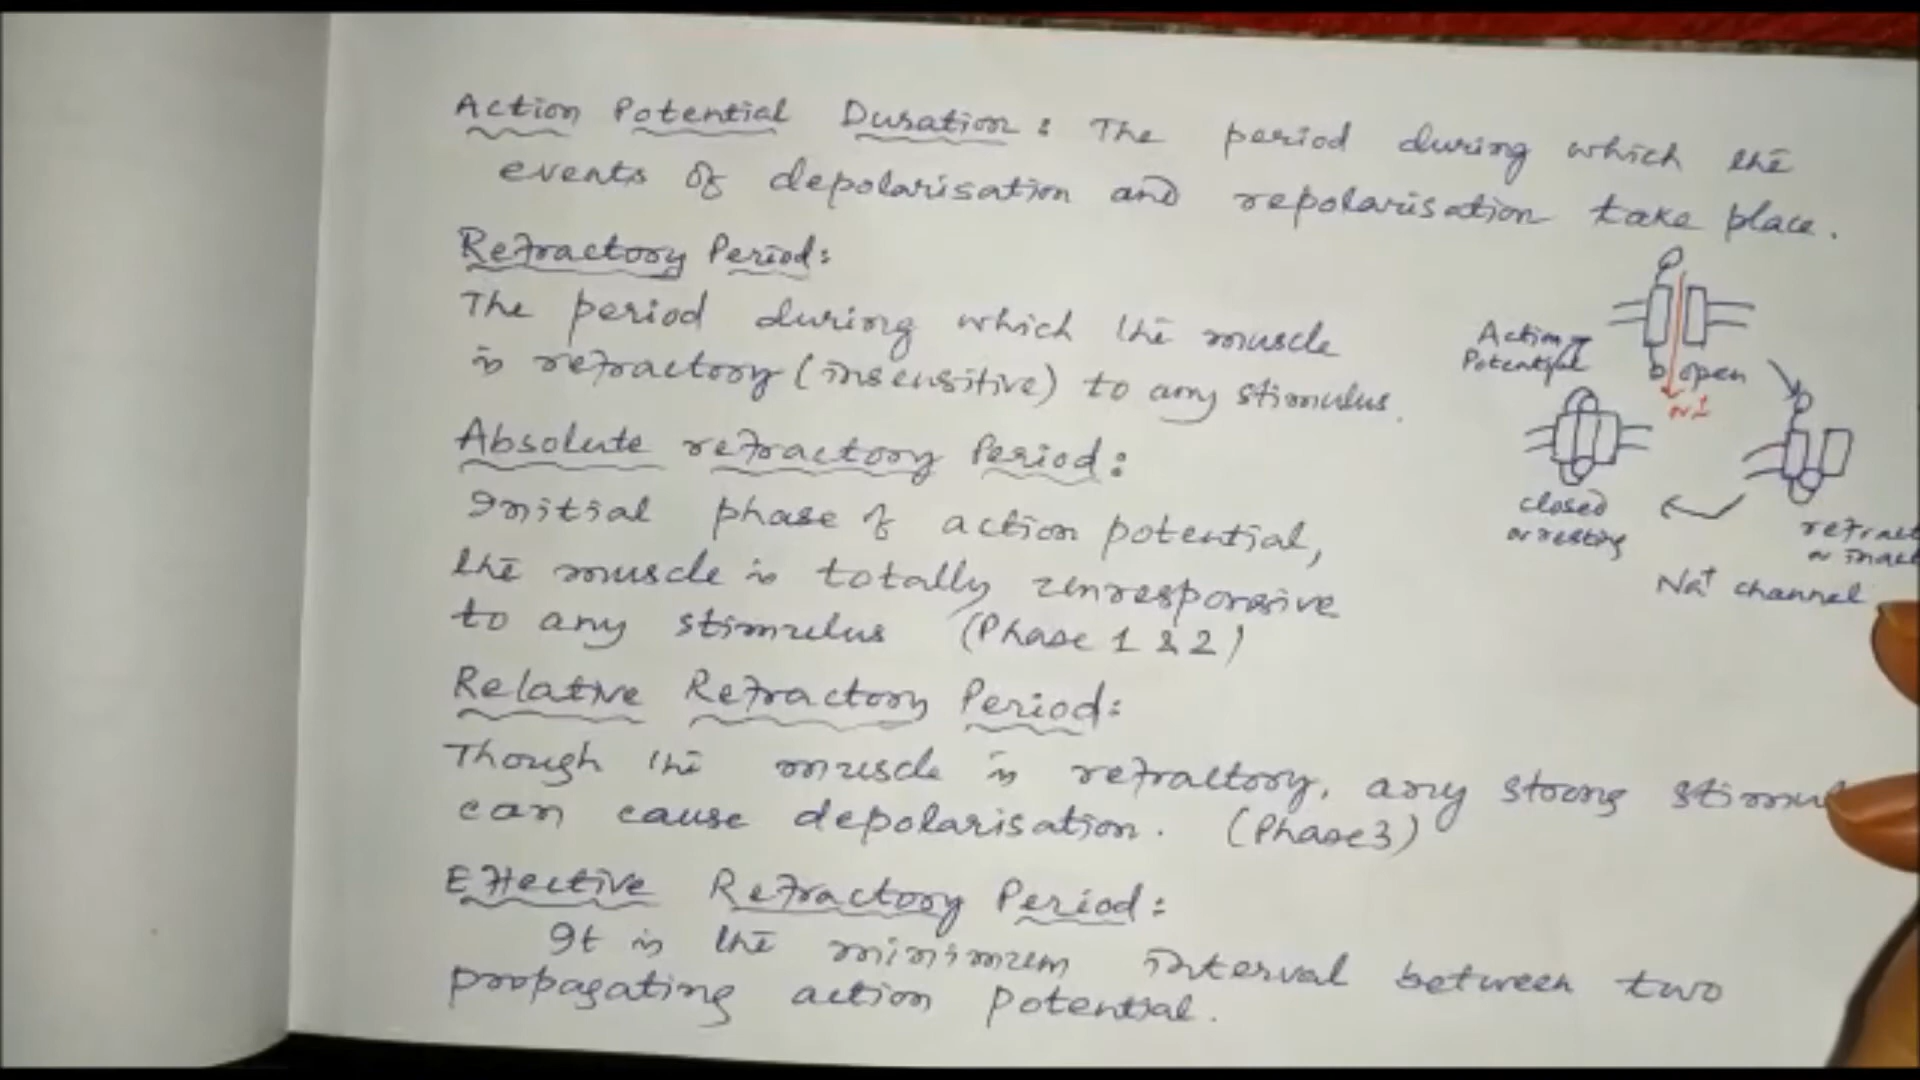 Action Potential Duration: The period during which the
events of depolarisation and repolarisation take place.
Refractory Period:
The period during which the muscle
is refractory (insensitive) to any stimulus.
Absolute refractory Period:
Initial phase of action potential,
the muscle is totally unresponsive
to any stimulus (Phase 1 & 2)
Relative Refractory Period:
Though the muscle is refractory, any strong stimu
can cause depolarisation. (Phase 3)
Effective Refractory Period:
It is the minimum interval between two
propagating action potential.
Action
Potential
open
closed
or resting
refract
or inact
Na+ channel